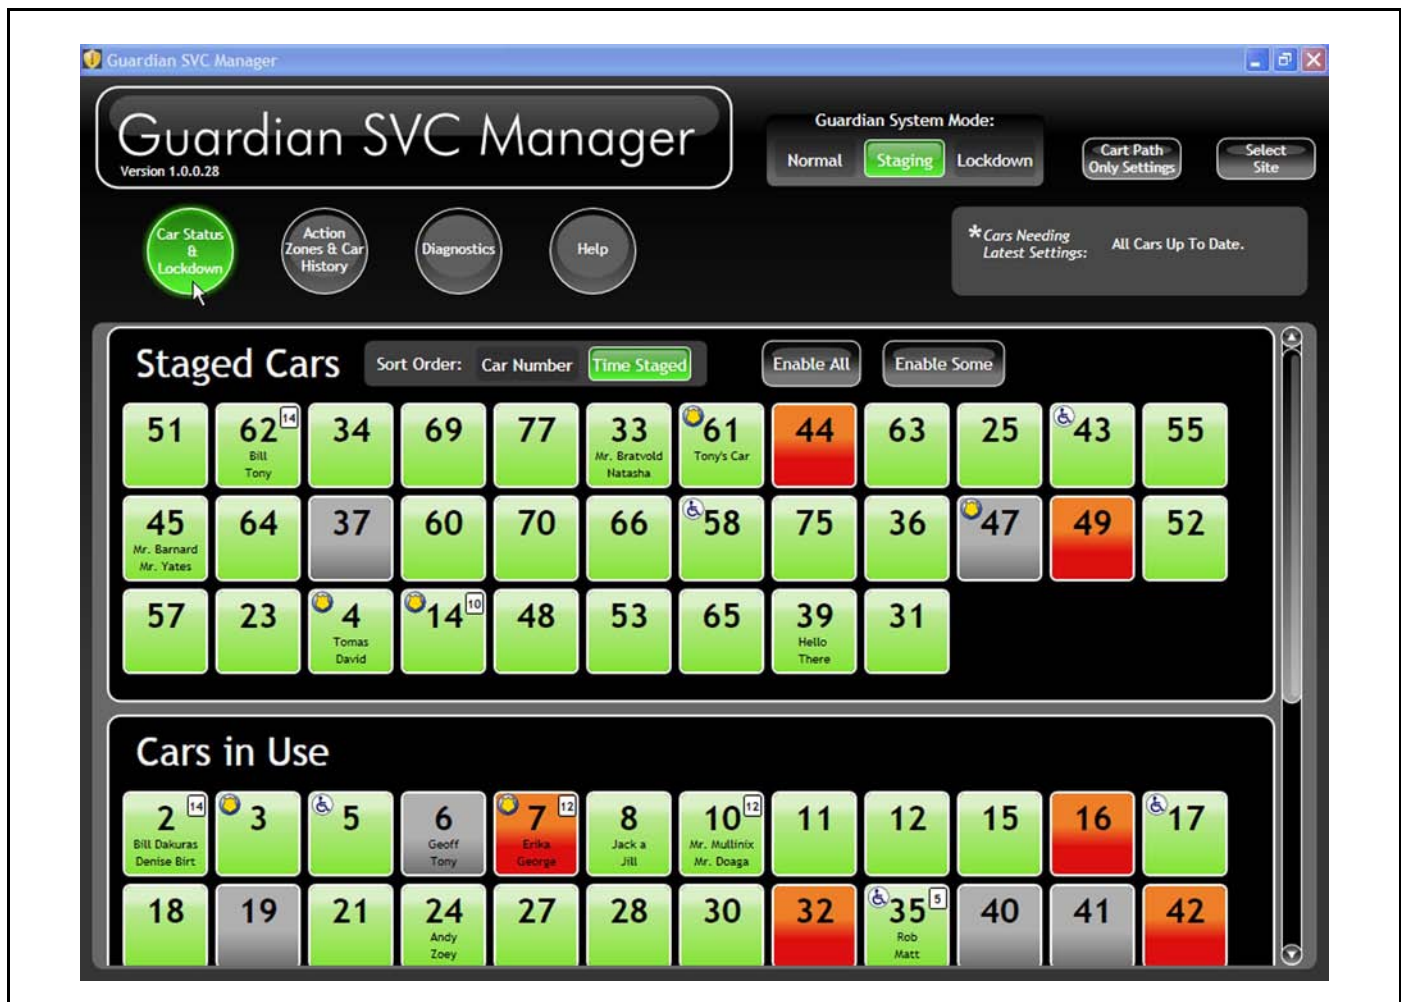 Guardian SVC Manager
Guardian SVC Manager
Version 1.0.0.28
Guardian System Mode:
Normal Staging Lockdown
Cart Path
Only Settings
Select
Site
Car Status
&
Lockdown
Action
Zones & Car
History
Diagnostics
Help
*Cars Needing
Latest Settings:
All Cars Up To Date.
Staged Cars
Sort Order: Car Number Time Staged
Enable All
Enable Some
51
62 14
Bill
Tony
34
69
77
33
Mr. Bratvold
Natasha
61
Tony's Car
44
63
25
43
55
45
Mr. Barnard
Mr. Yates
64
37
60
70
66
58
75
36
47
49
52
57
23
4
Tomas
David
14 10
48
53
65
39
Hello
There
31
Cars in Use
2 14
Bill Dakuras
Denise Birt
3
5
6
Geoff
Tony
7 12
Erika
George
8
Jack a
Jill
10 12
Mr. Mullinix
Mr. Doaga
11
12
15
16
17
18
19
21
24
Andy
Zoey
27
28
30
32
35 5
Rob
Matt
40
41
42